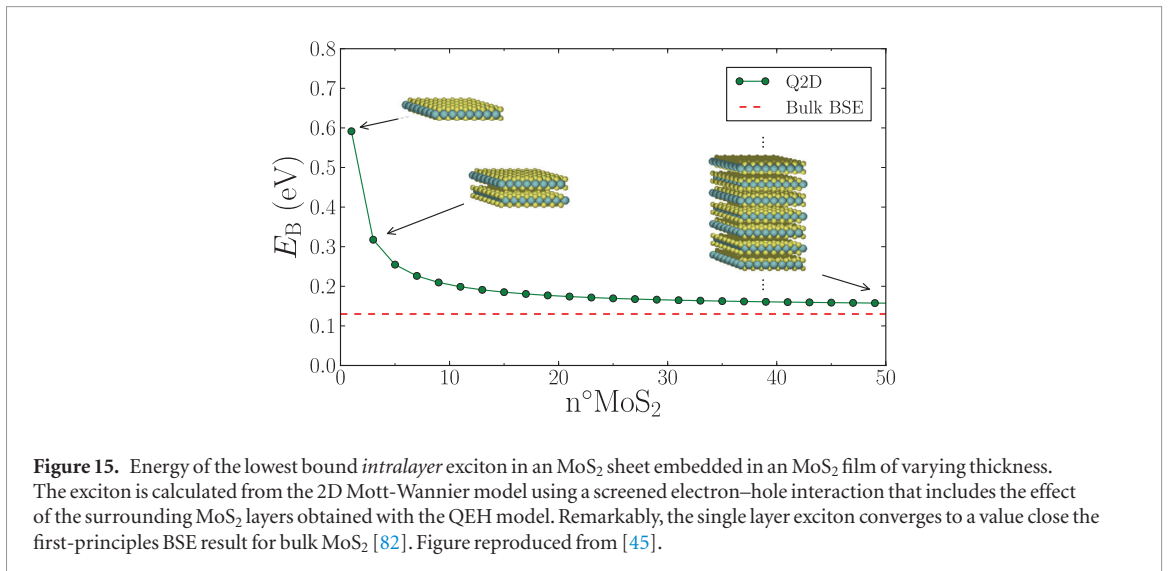 0.8
0.7
0.6
0.5
0.4
0.3
0.2
0.1
0.0
E_B (eV)
Q2D
Bulk BSE
0 10 20 30 40 50
n°MoS₂
Figure 15. Energy of the lowest bound intralayer exciton in an MoS₂ sheet embedded in an MoS₂ film of varying thickness.
The exciton is calculated from the 2D Mott-Wannier model using a screened electron–hole interaction that includes the effect
of the surrounding MoS₂ layers obtained with the QEH model. Remarkably, the single layer exciton converges to a value close the
first-principles BSE result for bulk MoS₂ [82]. Figure reproduced from [45].